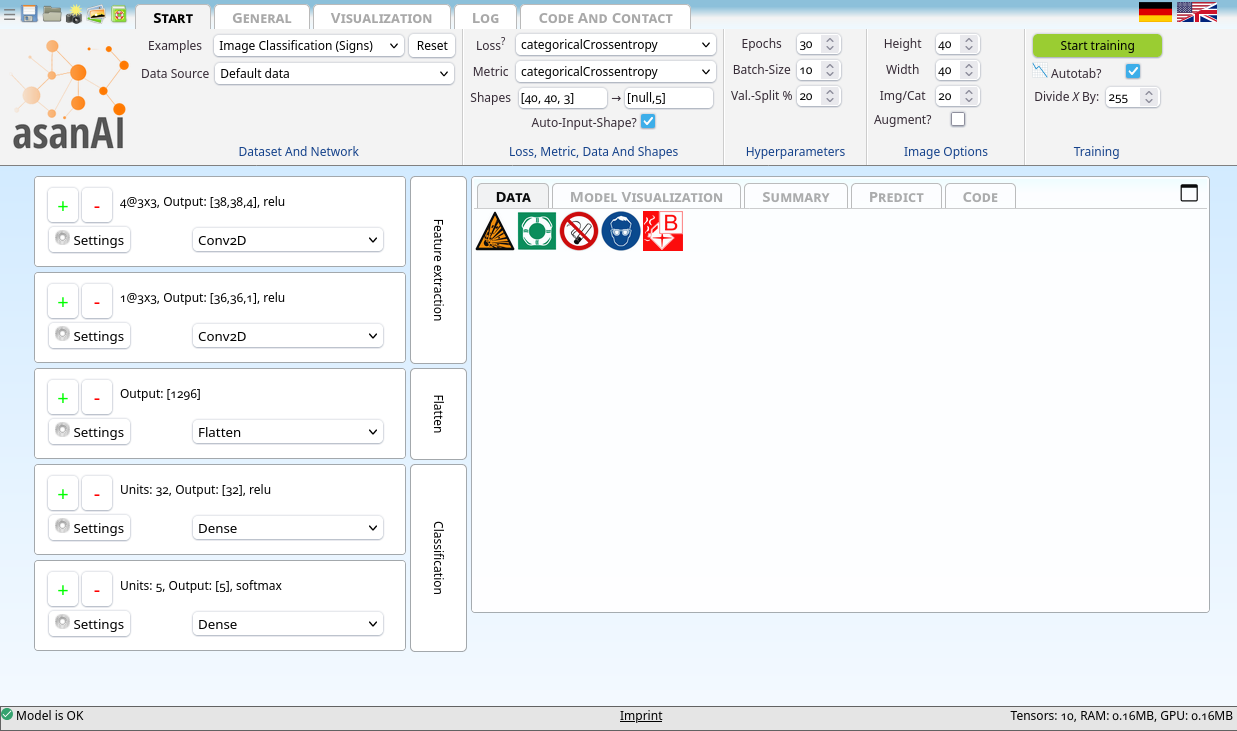 START
GENERAL
VISUALIZATION
LOG
CODE AND CONTACT
asanAI
Examples
Image Classification (Signs)
Reset
Data Source
Default data
Dataset And Network
Loss?
categoricalCrossentropy
Metric
categoricalCrossentropy
Shapes
[40, 40, 3]
→
[null,5]
Auto-Input-Shape?
Loss, Metric, Data And Shapes
Epochs
30
Batch-Size
10
Val.-Split %
20
Hyperparameters
Height
40
Width
40
Img/Cat
20
Augment?
Image Options
Start training
Autotab?
Divide X By:
255
Training
+
-
4@3x3, Output: [38,38,4], relu
Settings
Conv2D
+
-
1@3x3, Output: [36,36,1], relu
Settings
Conv2D
Feature extraction
+
-
Output: [1296]
Settings
Flatten
Flatten
+
-
Units: 32, Output: [32], relu
Settings
Dense
+
-
Units: 5, Output: [5], softmax
Settings
Dense
Classification
DATA
MODEL VISUALIZATION
SUMMARY
PREDICT
CODE
B
Model is OK
Imprint
Tensors: 10, RAM: 0.16MB, GPU: 0.16MB